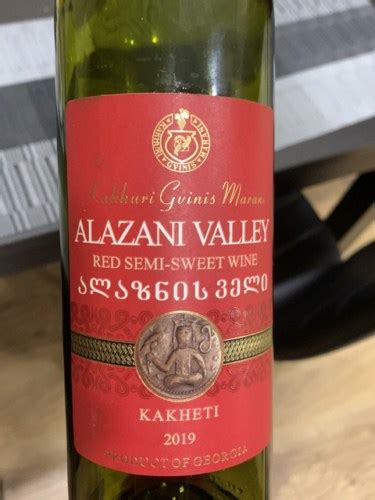 Kakhuri Gvinis Marani
ALAZANI VALLEY
RED SEMI-SWEET WINE
ალაზნის ველი
KAKHETI
2019
PRODUCT OF GEORGIA